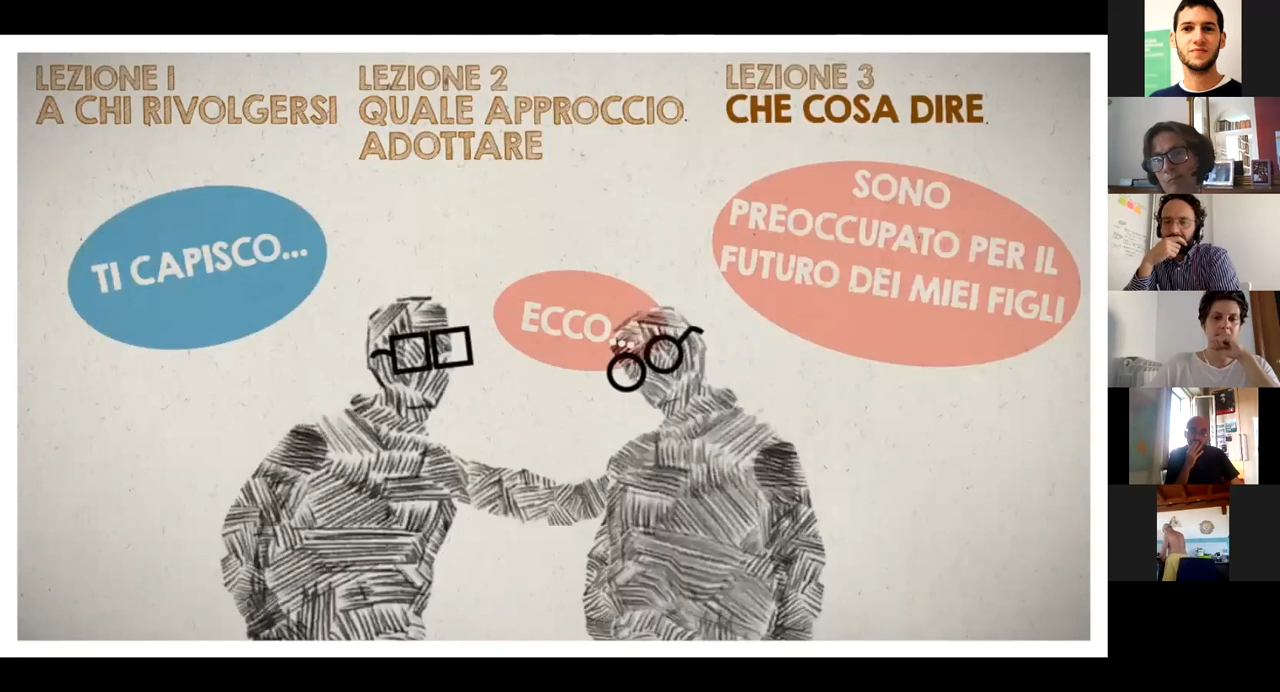 LEZIONE 1
A CHI RIVOLGERSI
LEZIONE 2
QUALE APPROCCIO
ADOTTARE
LEZIONE 3
CHE COSA DIRE
TI CAPISCO...
ECCO...
SONO
PREOCCUPATO PER IL
FUTURO DEI MIEI FIGLI